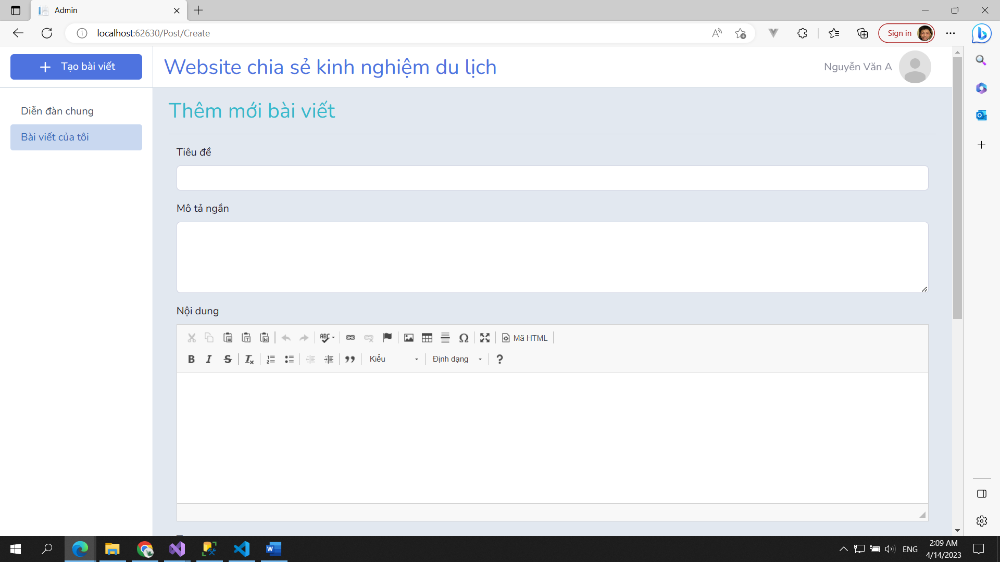 Admin
localhost:62630/Post/Create
Sign in
Tạo bài viết
Website chia sẻ kinh nghiệm du lịch
Nguyễn Văn A
Diễn đàn chung
Bài viết của tôi
Thêm mới bài viết
Tiêu đề
Mô tả ngắn
Nội dung
Mã HTML
Kiểu
Định dạng
ENG
2:09 AM
4/14/2023